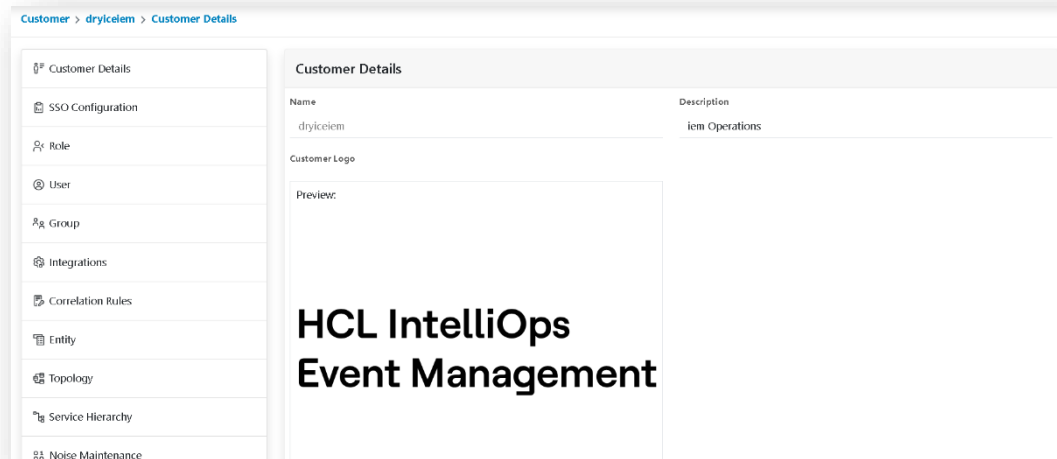 Customer > dryiceiem > Customer Details
Customer Details
SSO Configuration
Role
User
Group
Integrations
Correlation Rules
Entity
Topology
Service Hierarchy
Noise Maintenance
Customer Details
Name
Description
dryiceiem
iem Operations
Customer Logo
Preview:
HCL IntelliOps
Event Management